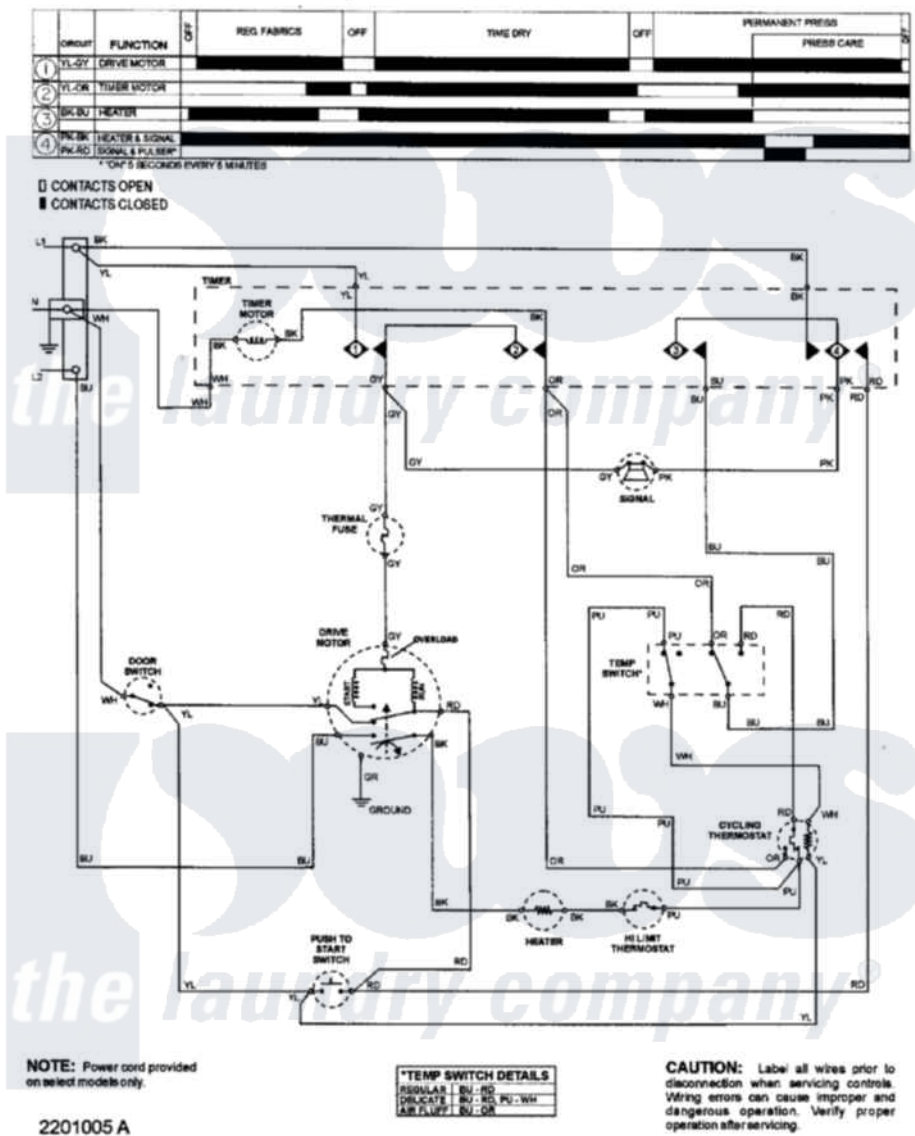 CIRCUIT FUNCTION OFF REG. FABRICS OFF TIME DRY OFF PERMANENT PRESS OFF
PRESS CARE
1 YL-GY DRIVE MOTOR
2 YL-OR TIMER MOTOR
3 BK-BU HEATER
4 PK-BK HEATER & SIGNAL
PK-RD SIGNAL & PULSER*
* "ON" 5 SECONDS EVERY 5 MINUTES
CONTACTS OPEN
CONTACTS CLOSED
L1 BK BK
YL YL
TIMER YL BK
N WH TIMER MOTOR BK
BK BK 1 2 3 4
L2 BU WH GY OR BU PK RD
WH GY OR BU PK RD
GY GY PK PK
SIGNAL
GY
THERMAL
FUSE
GY
BU BU
OR OR
PU PU PU OR RD RD
GY OVERLOAD
DRIVE
MOTOR
START RUN
TEMP
SWITCH*
DOOR
SWITCH
WH YL YL RD
WH BU BU BU
BU BK
GR
GROUND
WH
PU PU
CYCLING
THERMOSTAT
RD WH
BU BU OR OR YL
PU PU
BK BK BK PU
HEATER
HI LIMIT
THERMOSTAT
PUSH TO
START
SWITCH
RD
YL YL RD RD
YL
the laundry company®
the laundry company®
NOTE: Power cord provided
on select models only.
*TEMP SWITCH DETAILS
REGULAR BU - RD
DELICATE BU - RD, PU - WH
AIR FLUFF BU - OR
CAUTION: Label all wires prior to
disconnection when servicing controls.
Wiring errors can cause improper and
dangerous operation. Verify proper
operation after servicing.
2201005 A